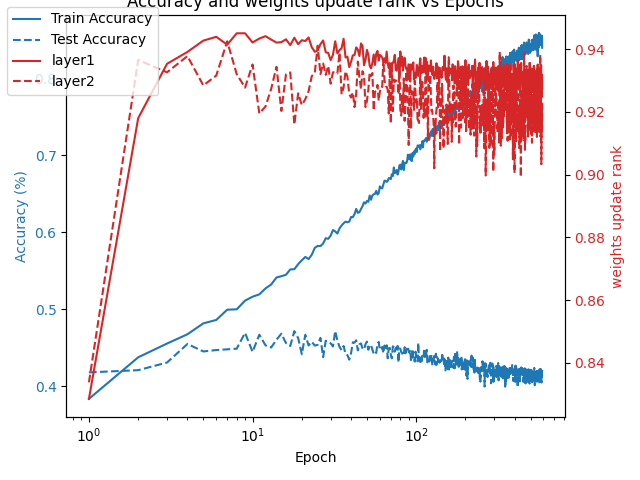 Accuracy and weights update rank vs Epochs
Train Accuracy
Test Accuracy
layer1
layer2
0.8
0.7
0.6
0.5
0.4
Accuracy (%)
0.94
0.92
0.90
0.88
0.86
0.84
weights update rank
10⁰
10¹
10²
Epoch